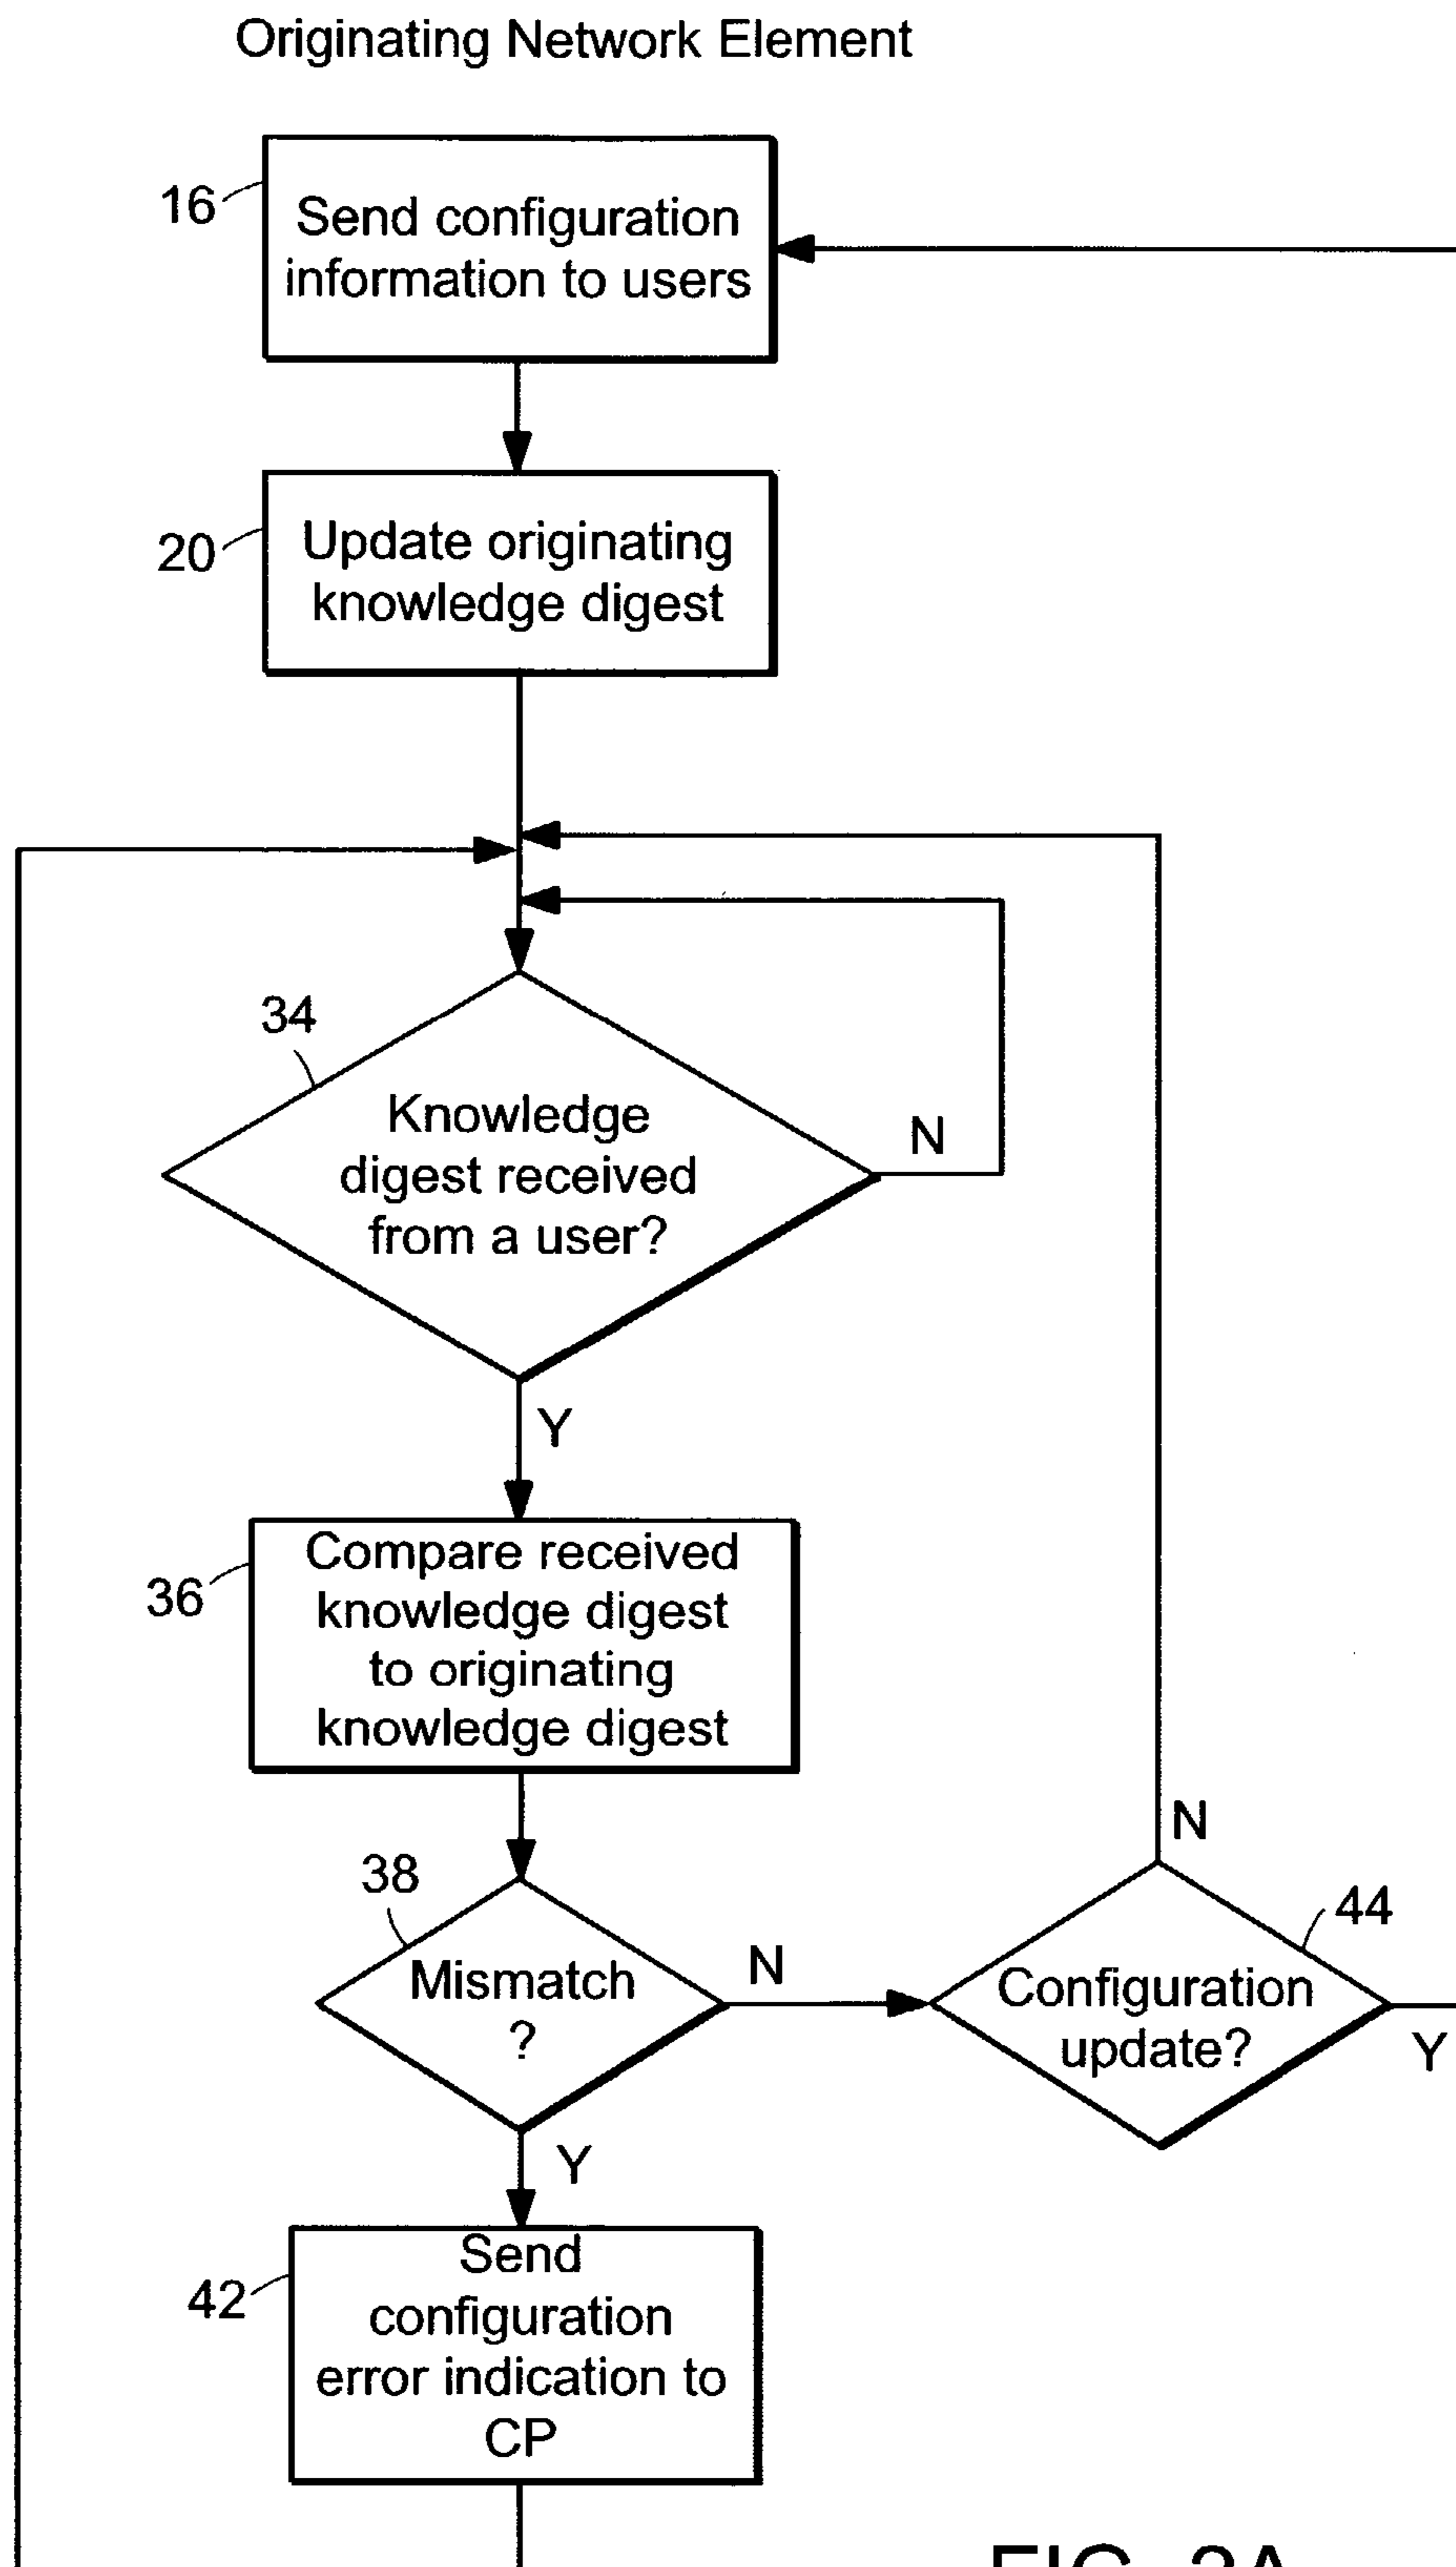 Originating Network Element
16
Send configuration
information to users
20
Update originating
knowledge digest
34
Knowledge
digest received
from a user?
N
Y
36
Compare received
knowledge digest
to originating
knowledge digest
38
Mismatch
?
N
Y
N
44
Configuration
update?
Y
42
Send
configuration
error indication to
CP